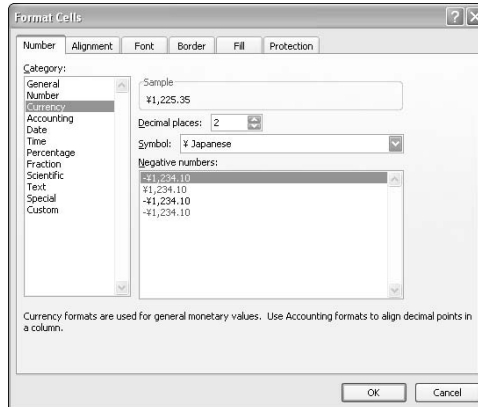 Format Cells
Number Alignment Font Border Fill Protection
Category:
General
Number
Currency
Accounting
Date
Time
Percentage
Fraction
Scientific
Text
Special
Custom
Sample
¥1,225.35
Decimal places: 2
Symbol: ¥ Japanese
Negative numbers:
-¥1,234.10
¥1,234.10
-¥1,234.10
-¥1,234.10
Currency formats are used for general monetary values. Use Accounting formats to align decimal points in
a column.
OK Cancel